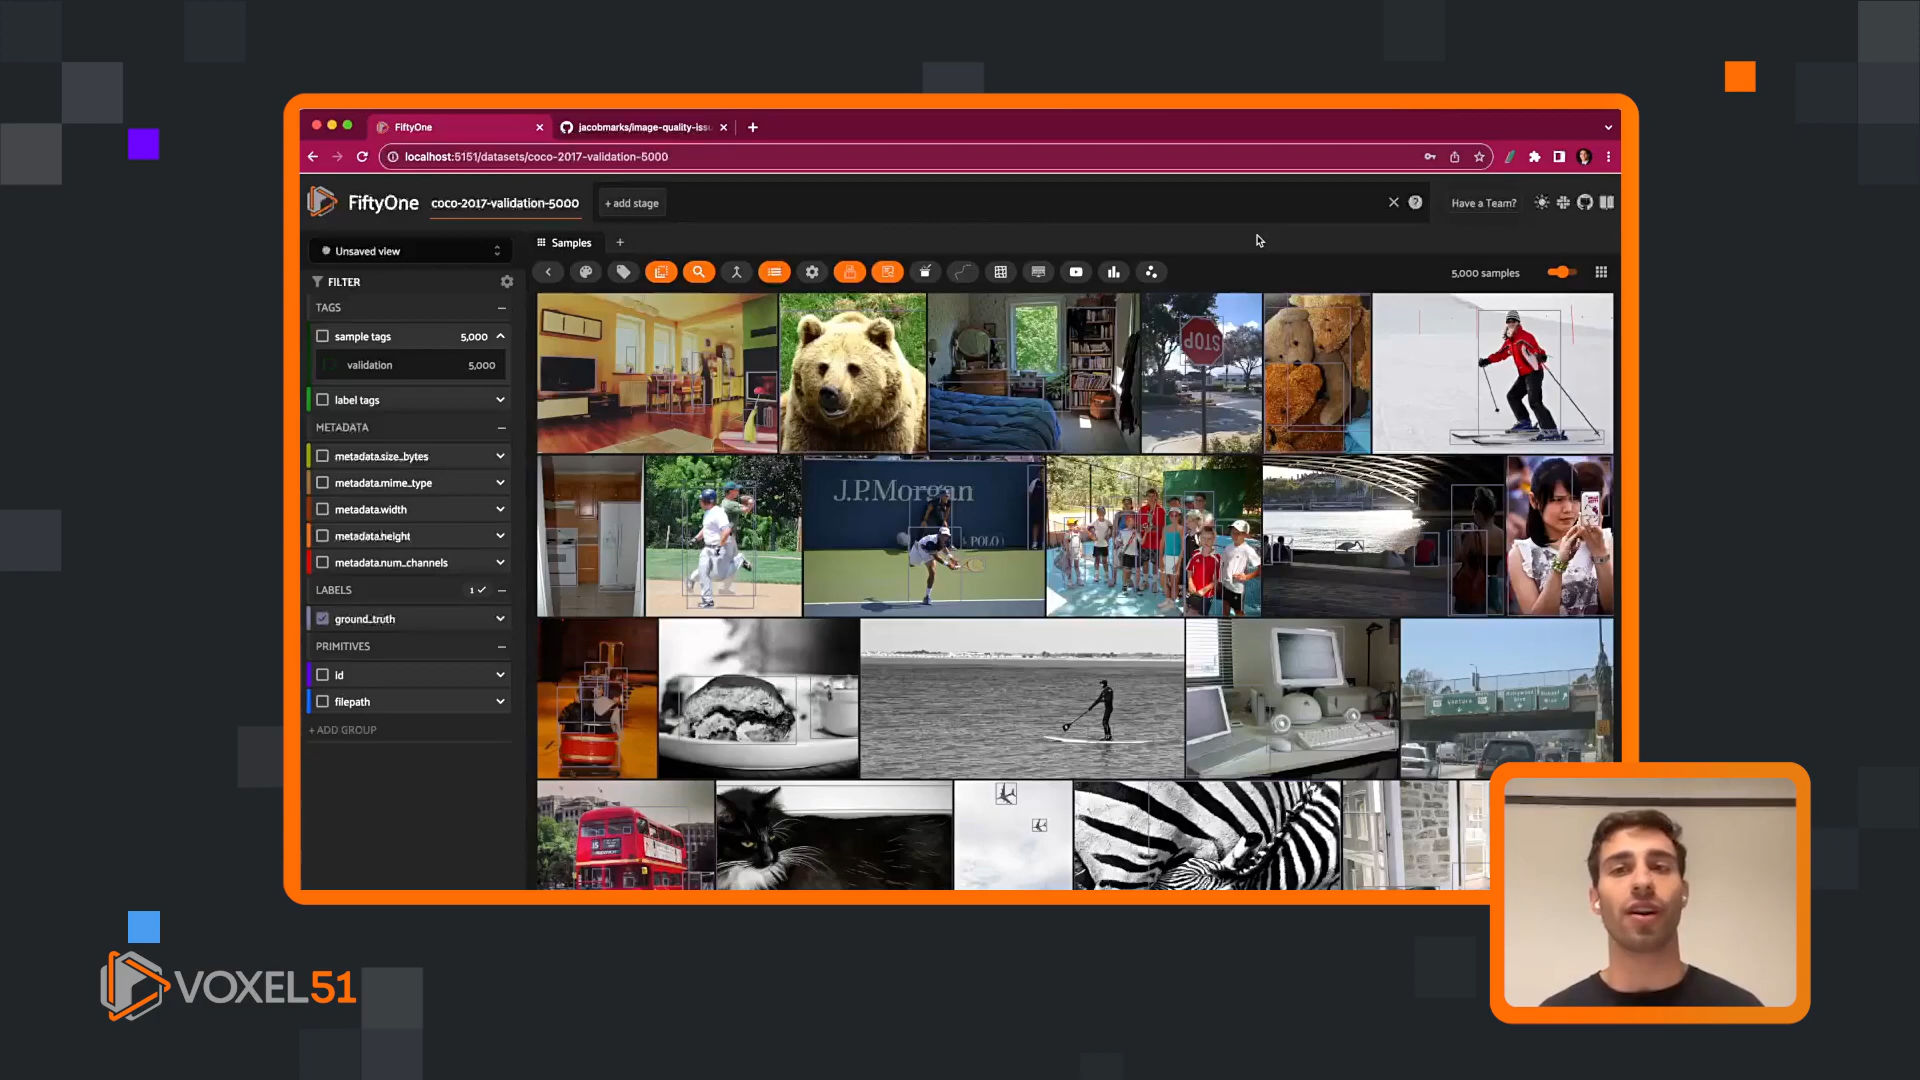 FiftyOne
jacobmarks/image-quality-issu
localhost:5151/datasets/coco-2017-validation-5000
FiftyOne
coco-2017-validation-5000
+ add stage
Have a Team?
Unsaved view
Samples
+
FILTER
5,000 samples
TAGS
sample tags 5,000
validation 5,000
label tags
METADATA
metadata.size_bytes
metadata.mime_type
metadata.width
metadata.height
metadata.num_channels
LABELS 1
ground_truth
PRIMITIVES
id
filepath
+ ADD GROUP
STOP
J.P.Morgan
POLO
VOXEL51